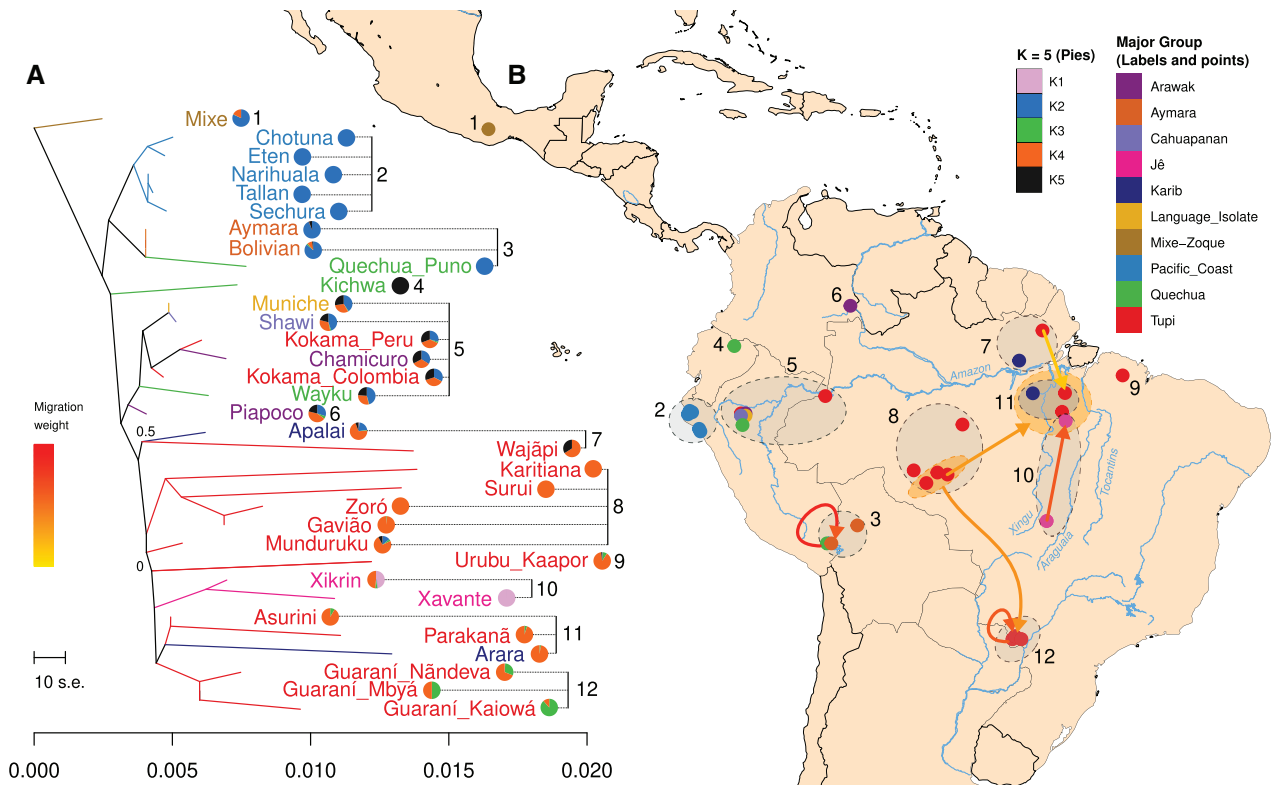 A
Mixe 1
Chotuna
Eten
Narihuala
Tallan
Sechura
2
Aymara
Bolivian
Quechua_Puno
3
Kichwa 4
Muniche
Shawi
Kokama_Peru
Chamicuro
Kokama_Colombia
Wayku
5
Piapoco 6
Apalai
Wajãpi
7
Karitiana
Surui
Zoró
Gavião
Munduruku
8
Urubu_Kaapor 9
Xikrin
Xavante
10
Asurini
Parakanã
Arara
11
Guaraní_Nãndeva
Guaraní_Mbyá
Guaraní_Kaiowá
12
Migration
weight
0.5
0
10 s.e.
0.000 0.005 0.010 0.015 0.020
B
1
2
3
4
5
6
7
8
9
10
11
12
Amazon
Xingu
Araguaia
Tocantins
K = 5 (Pies)
K1
K2
K3
K4
K5
Major Group
(Labels and points)
Arawak
Aymara
Cahuapanan
Jê
Karib
Language_Isolate
Mixe−Zoque
Pacific_Coast
Quechua
Tupi